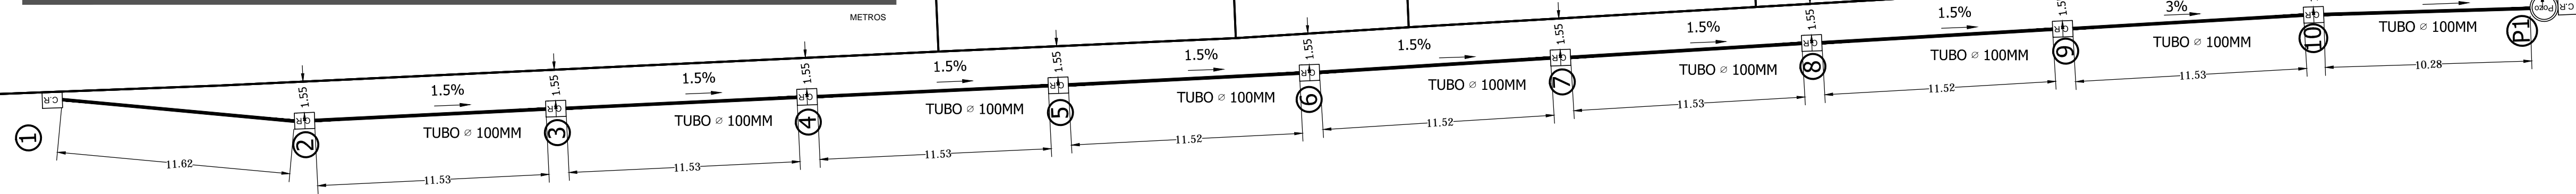 METROS
C.R
1
11.62
1.55
C.R
2
1.5%
TUBO ⌀ 100MM
11.53
1.55
C.R
3
1.5%
TUBO ⌀ 100MM
11.53
1.55
C.R
4
1.5%
TUBO ⌀ 100MM
11.53
1.55
C.R
5
1.5%
TUBO ⌀ 100MM
11.52
1.55
C.R
6
1.5%
TUBO ⌀ 100MM
11.52
1.55
C.R
7
1.5%
TUBO ⌀ 100MM
11.53
1.55
C.R
8
1.5%
TUBO ⌀ 100MM
11.52
C.R
9
3%
TUBO ⌀ 100MM
11.53
C.R
10
TUBO ⌀ 100MM
10.28
Pozo
P1
C.R